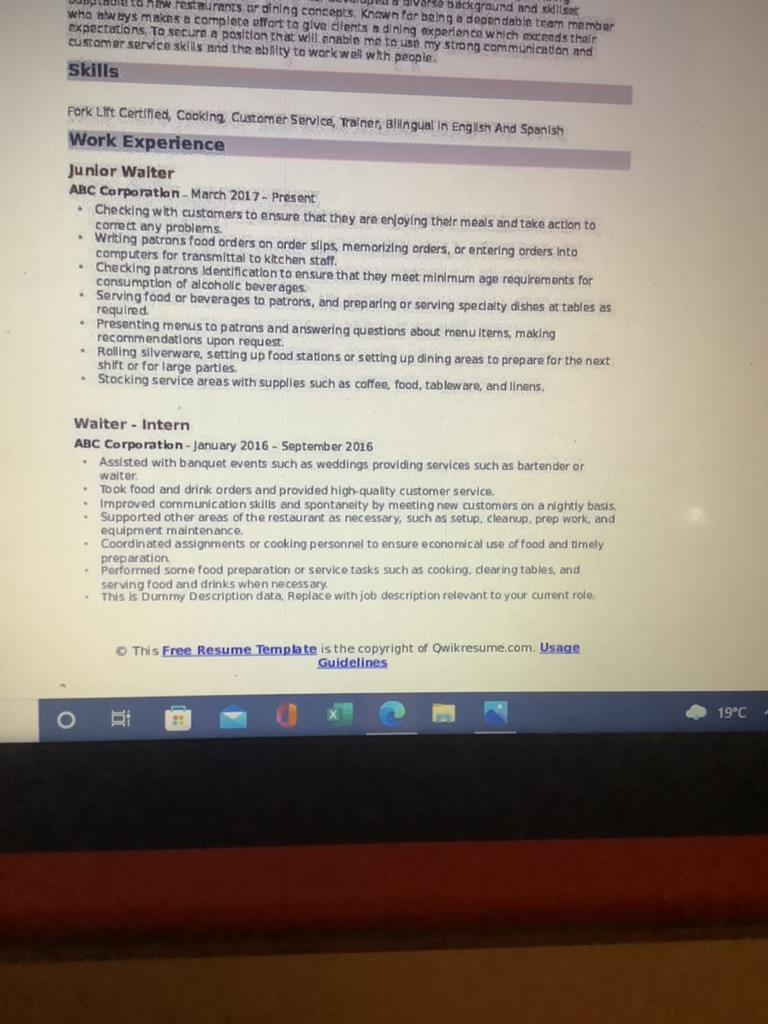 developed a diverse background and skillset
adaptable to new restaurants or dining concepts. Known for being a dependable team member
who always makes a complete effort to give clients a dining experience which exceeds their
expectations. To secure a position that will enable me to use my strong communication and
customer service skills and the ability to work well with people.
Skills
Fork Lift Certified, Cooking, Customer Service, Trainer, Bilingual In English And Spanish
Work Experience
Junior Waiter
ABC Corporation – March 2017 – Present
• Checking with customers to ensure that they are enjoying their meals and take action to
correct any problems.
• Writing patrons food orders on order slips, memorizing orders, or entering orders into
computers for transmittal to kitchen staff.
• Checking patrons identification to ensure that they meet minimum age requirements for
consumption of alcoholic beverages.
• Serving food or beverages to patrons, and preparing or serving specialty dishes at tables as
required.
• Presenting menus to patrons and answering questions about menu items, making
recommendations upon request.
• Rolling silverware, setting up food stations or setting up dining areas to prepare for the next
shift or for large parties.
• Stocking service areas with supplies such as coffee, food, tableware, and linens.
Waiter - Intern
ABC Corporation – January 2016 – September 2016
• Assisted with banquet events such as weddings providing services such as bartender or
waiter.
• Took food and drink orders and provided high-quality customer service.
• Improved communication skills and spontaneity by meeting new customers on a nightly basis.
• Supported other areas of the restaurant as necessary, such as setup, cleanup, prep work, and
equipment maintenance.
• Coordinated assignments or cooking personnel to ensure economical use of food and timely
preparation.
• Performed some food preparation or service tasks such as cooking, clearing tables, and
serving food and drinks when necessary.
• This is Dummy Description data, Replace with job description relevant to your current role.
© This Free Resume Template is the copyright of Qwikresume.com. Usage
Guidelines
19°C